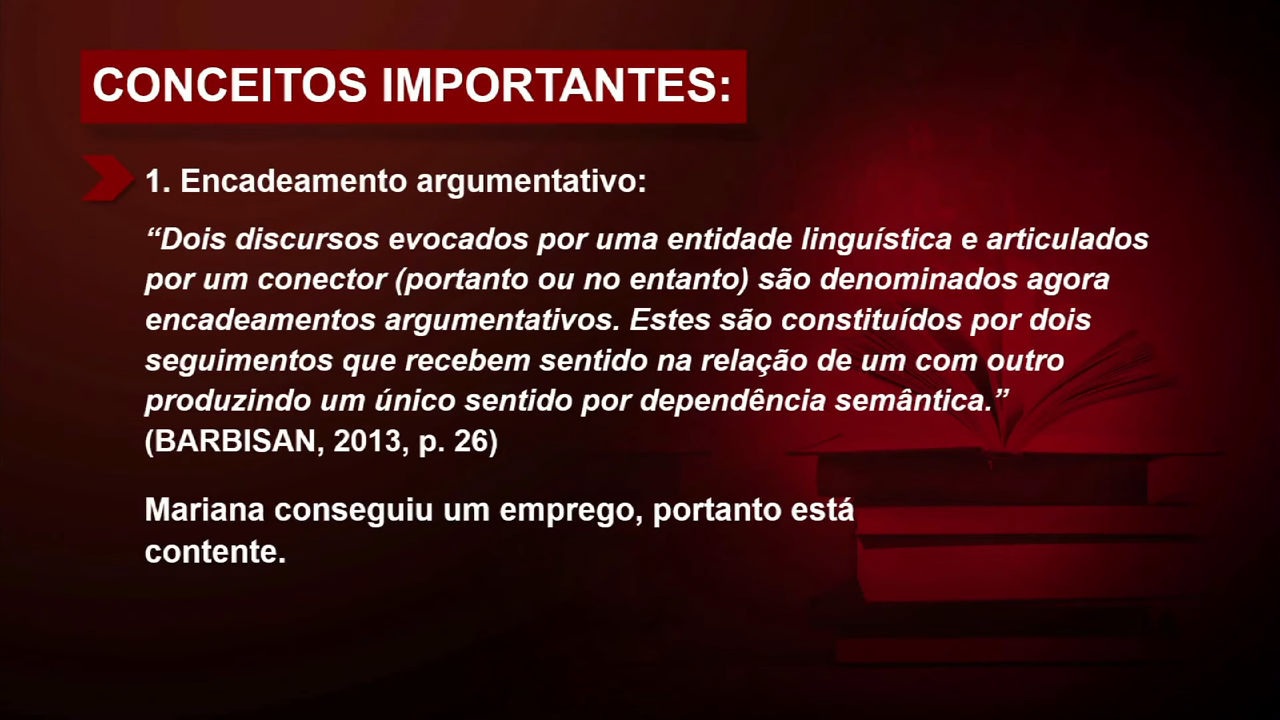 CONCEITOS IMPORTANTES:
1. Encadeamento argumentativo:
“Dois discursos evocados por uma entidade linguística e articulados
por um conector (portanto ou no entanto) são denominados agora
encadeamentos argumentativos. Estes são constituídos por dois
seguimentos que recebem sentido na relação de um com outro
produzindo um único sentido por dependência semântica.”
(BARBISAN, 2013, p. 26)
Mariana conseguiu um emprego, portanto está
contente.